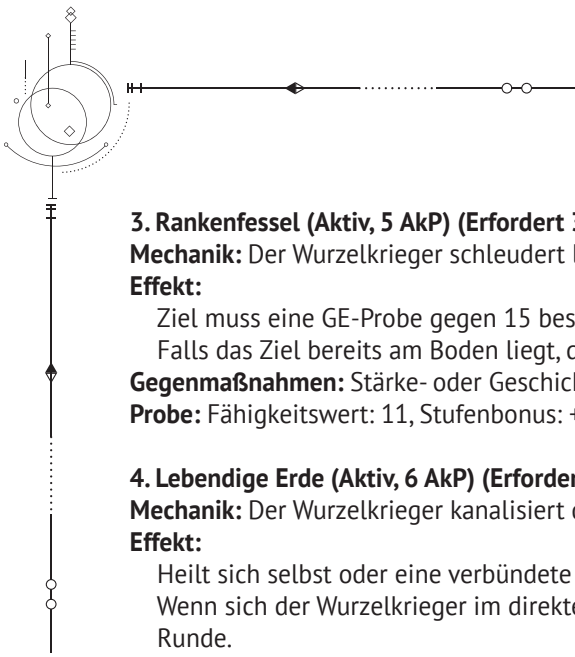 3. Rankenfessel (Aktiv, 5 AkP) (Erfordert
Mechanik: Der Wurzelkrieger schleudert
Effekt:
Ziel muss eine GE-Probe gegen 15 bes
Falls das Ziel bereits am Boden liegt,
Gegenmaßnahmen: Stärke- oder Geschick
Probe: Fähigkeitswert: 11, Stufenbonus: +
4. Lebendige Erde (Aktiv, 6 AkP) (Erforder
Mechanik: Der Wurzelkrieger kanalisiert
Effekt:
Heilt sich selbst oder eine verbündete
Wenn sich der Wurzelkrieger im direkte
Runde.